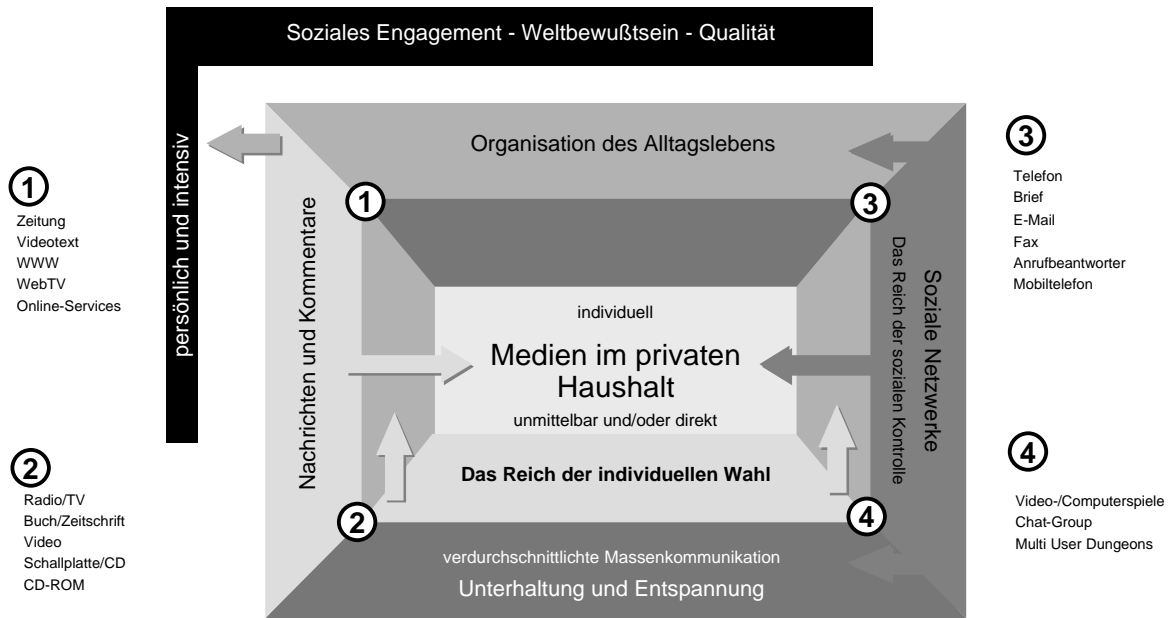 Soziales Engagement - Weltbewußtsein - Qualität
persönlich und intensiv
1
Zeitung
Videotext
WWW
WebTV
Online-Services
2
Radio/TV
Buch/Zeitschrift
Video
Schallplatte/CD
CD-ROM
Organisation des Alltagslebens
1
3
Nachrichten und Kommentare
individuell
Medien im privaten
Haushalt
unmittelbar und/oder direkt
Das Reich der individuellen Wahl
Das Reich der sozialen Kontrolle
Soziale Netzwerke
2
4
verdurchschnittlichte Massenkommunikation
Unterhaltung und Entspannung
3
Telefon
Brief
E-Mail
Fax
Anrufbeantworter
Mobiltelefon
4
Video-/Computerspiele
Chat-Group
Multi User Dungeons